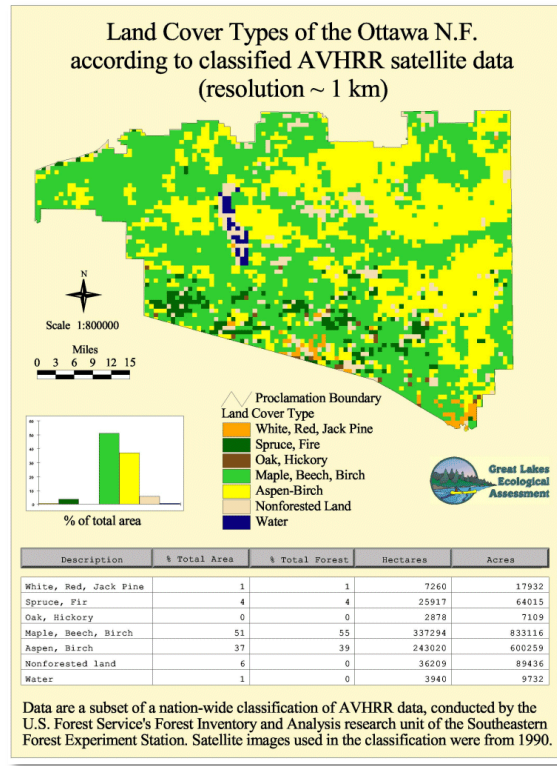 Land Cover Types of the Ottawa N.F.
according to classified AVHRR satellite data
(resolution ~ 1 km)
N
Scale 1:800000
Miles
0 3 6 9 12 15
Proclamation Boundary
Land Cover Type
White, Red, Jack Pine
Spruce, Fire
Oak, Hickory
Maple, Beech, Birch
Aspen-Birch
Nonforested Land
Water
% of total area
Great Lakes
Ecological
Assessment
Description % Total Area % Total Forest Hectares Acres
White, Red, Jack Pine 1 1 7260 17932
Spruce, Fir 4 4 25917 64015
Oak, Hickory 0 0 2878 7109
Maple, Beech, Birch 51 55 337294 833116
Aspen, Birch 37 39 243020 600259
Nonforested land 6 0 36209 89436
Water 1 0 3940 9732
Data are a subset of a nation-wide classification of AVHRR data, conducted by the
U.S. Forest Service's Forest Inventory and Analysis research unit of the Southeastern
Forest Experiment Station. Satellite images used in the classification were from 1990.